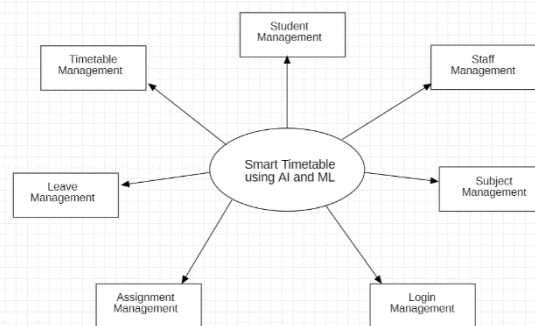 Student
Management
Timetable
Management
Staff
Management
Smart Timetable
using AI and ML
Leave
Management
Subject
Management
Assignment
Management
Login
Management